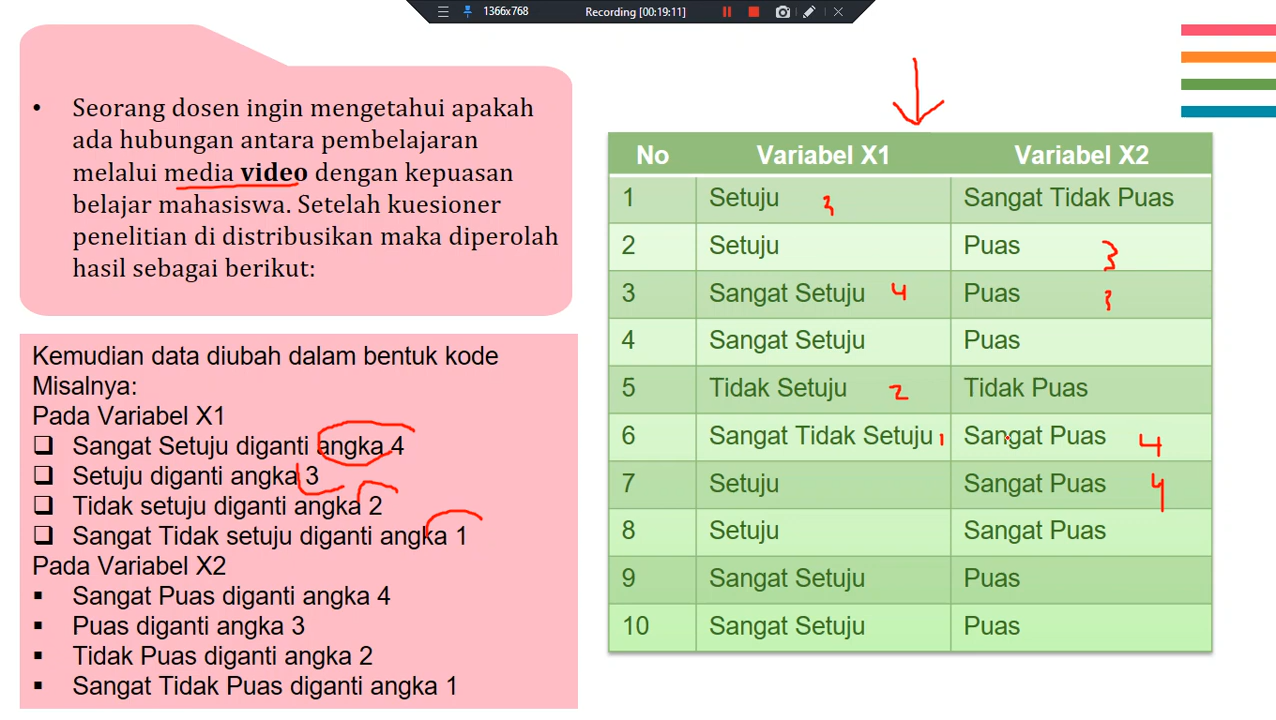 1366x768 Recording [00:19:11]
• Seorang dosen ingin mengetahui apakah
ada hubungan antara pembelajaran
melalui media video dengan kepuasan
belajar mahasiswa. Setelah kuesioner
penelitian di distribusikan maka diperolah
hasil sebagai berikut:
Kemudian data diubah dalam bentuk kode
Misalnya:
Pada Variabel X1
❑ Sangat Setuju diganti angka 4
❑ Setuju diganti angka 3
❑ Tidak setuju diganti angka 2
❑ Sangat Tidak setuju diganti angka 1
Pada Variabel X2
▪ Sangat Puas diganti angka 4
▪ Puas diganti angka 3
▪ Tidak Puas diganti angka 2
▪ Sangat Tidak Puas diganti angka 1
No Variabel X1 Variabel X2
1 Setuju 3 Sangat Tidak Puas
2 Setuju Puas 3
3 Sangat Setuju 4 Puas 3
4 Sangat Setuju Puas
5 Tidak Setuju 2 Tidak Puas
6 Sangat Tidak Setuju 1 Sangat Puas 4
7 Setuju Sangat Puas 4
8 Setuju Sangat Puas
9 Sangat Setuju Puas
10 Sangat Setuju Puas